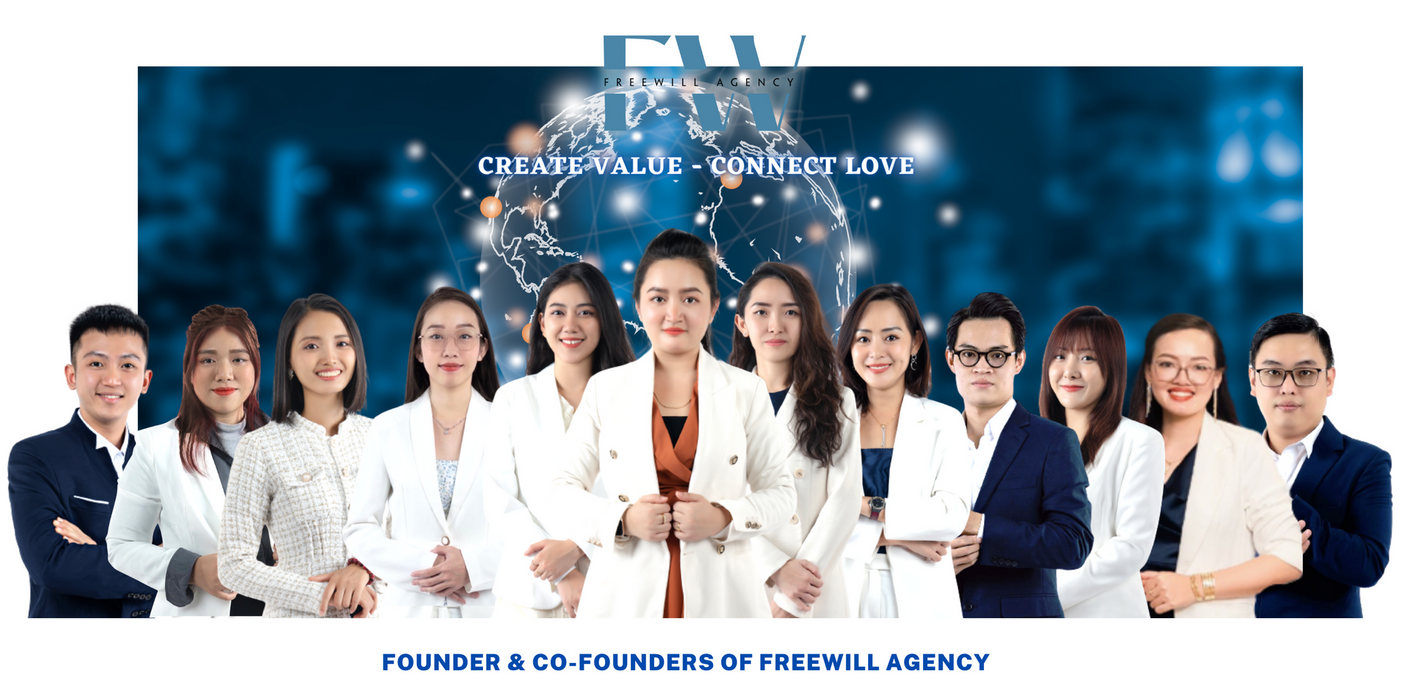 FW
FREEWILL AGENCY
CREATE VALUE - CONNECT LOVE
FOUNDER & CO-FOUNDERS OF FREEWILL AGENCY